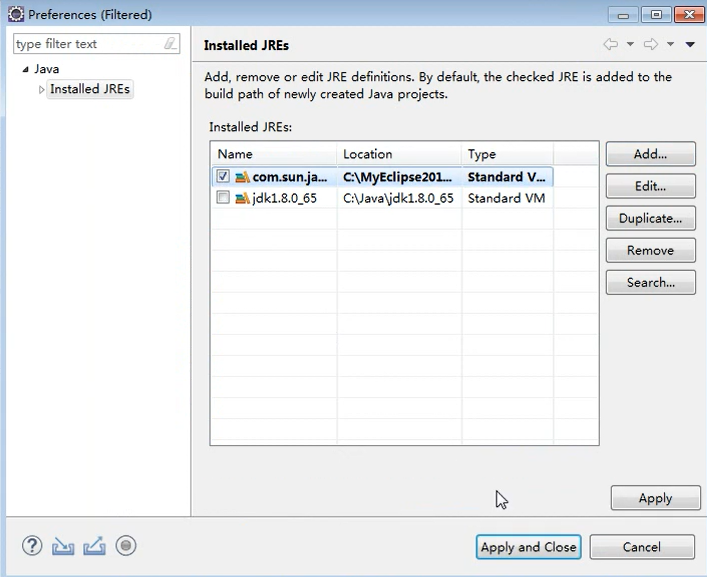 Preferences (Filtered)
type filter text
Java
Installed JREs
Installed JREs
Add, remove or edit JRE definitions. By default, the checked JRE is added to the
build path of newly created Java projects.
Installed JREs:
Name Location Type
com.sun.ja... C:\MyEclipse201... Standard V...
jdk1.8.0_65 C:\Java\jdk1.8.0_65 Standard VM
Add...
Edit...
Duplicate...
Remove
Search...
Apply
? Apply and Close Cancel